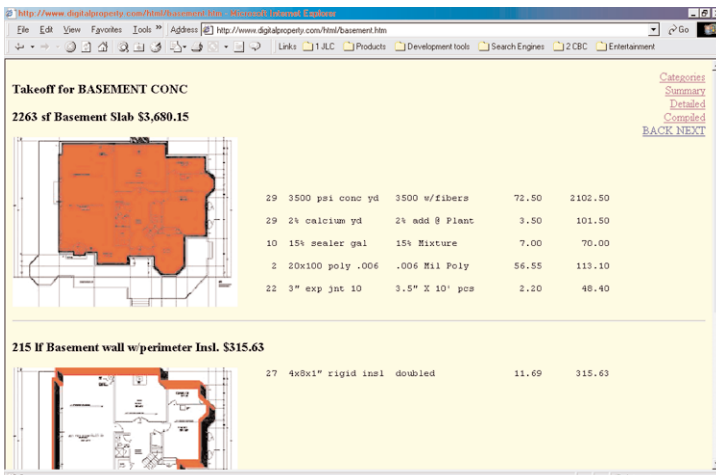 http://www.digitalproperty.com/html/basement.htm - Microsoft Internet Explorer
File Edit View Favorites Tools » Address http://www.digitalproperty.com/html/basement.htm Go
Links 1 JLC Products Development tools Search Engines 2 CBC Entertainment
Categories
Summary
Detailed
Compiled
BACK NEXT
Takeoff for BASEMENT CONC
2263 sf Basement Slab $3,680.15
29 3500 psi conc yd 3500 w/fibers 72.50 2102.50
29 2% calcium yd 2% add @ Plant 3.50 101.50
10 15% sealer gal 15% Mixture 7.00 70.00
2 20x100 poly .006 .006 Mil Poly 56.55 113.10
22 3" exp jnt 10 3.5" X 10' pcs 2.20 48.40
215 lf Basement wall w/perimeter Insl. $315.63
27 4x8x1" rigid insl doubled 11.69 315.63